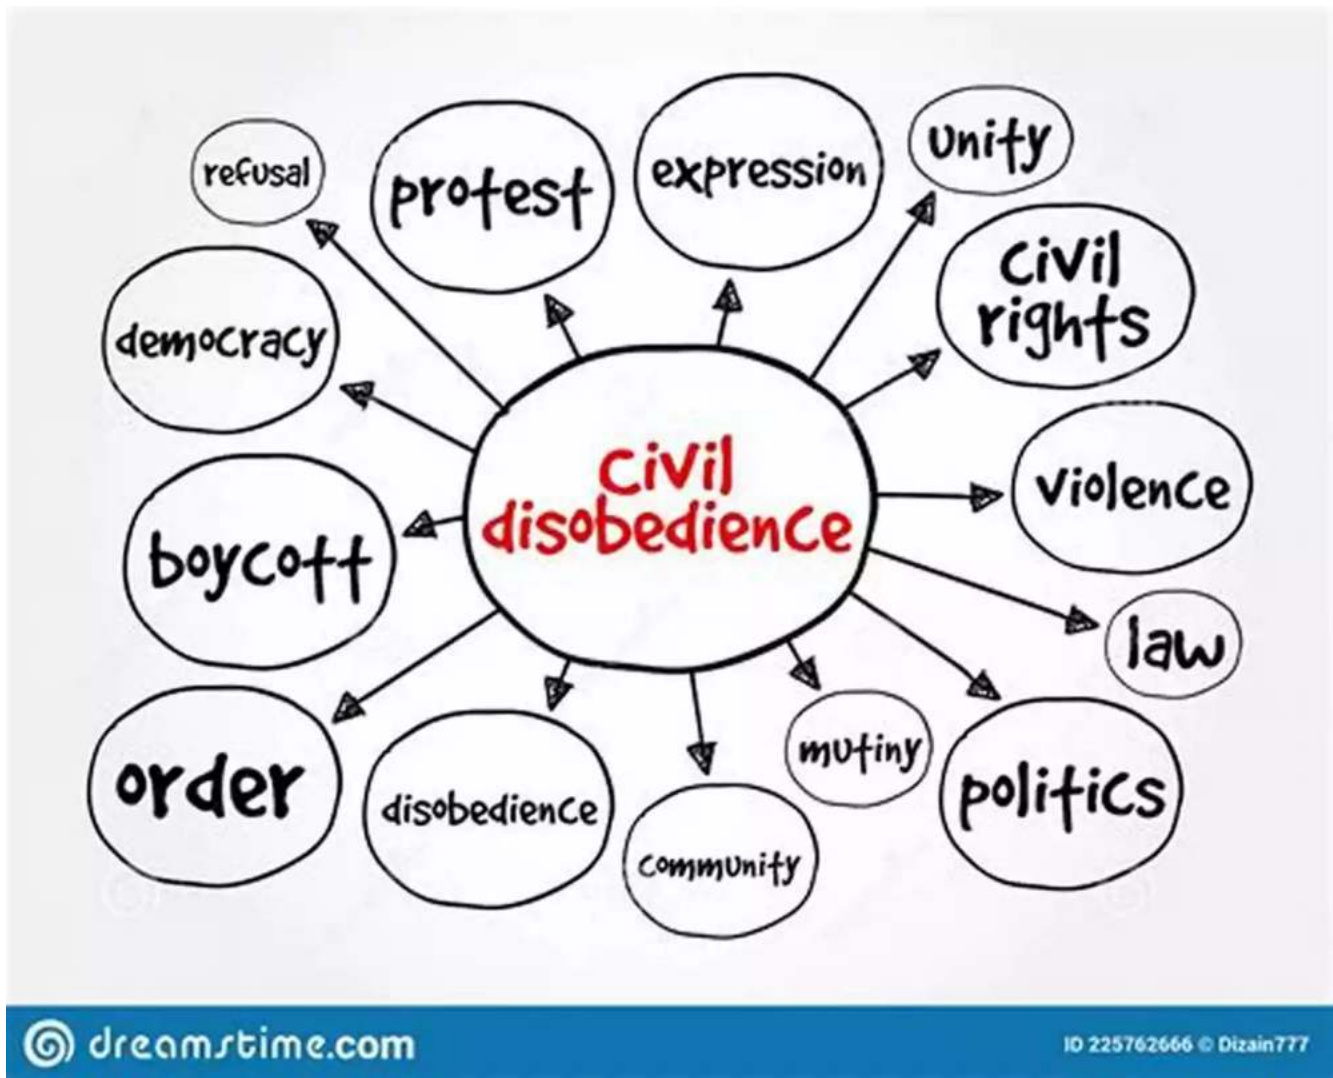 refusal
protest
expression
unity
civil
rights
democracy
violence
civil
disobedience
boycott
law
order
disobedience
community
mutiny
politics
dreamstime.com
ID 225762666 © Dizain777